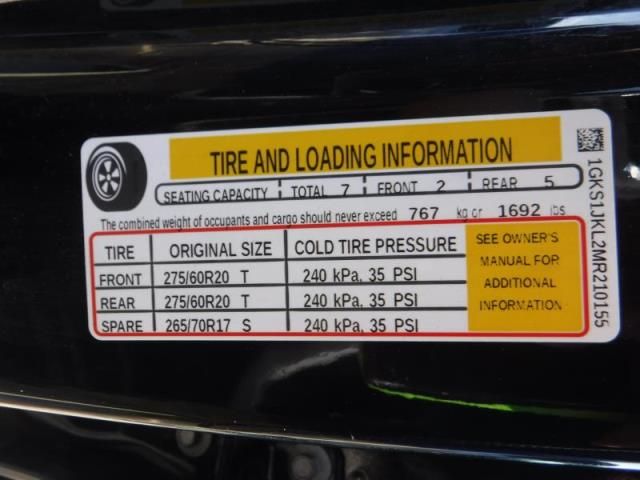 TIRE AND LOADING INFORMATION
SEATING CAPACITY TOTAL 7 FRONT 2 REAR 5
The combined weight of occupants and cargo should never exceed 767 kg or 1692 lbs
TIRE ORIGINAL SIZE COLD TIRE PRESSURE
FRONT 275/60R20 T 240 kPa, 35 PSI
REAR 275/60R20 T 240 kPa, 35 PSI
SPARE 265/70R17 S 240 kPa, 35 PSI
SEE OWNER'S
MANUAL FOR
ADDITIONAL
INFORMATION
1GKS1JKL2MR210155